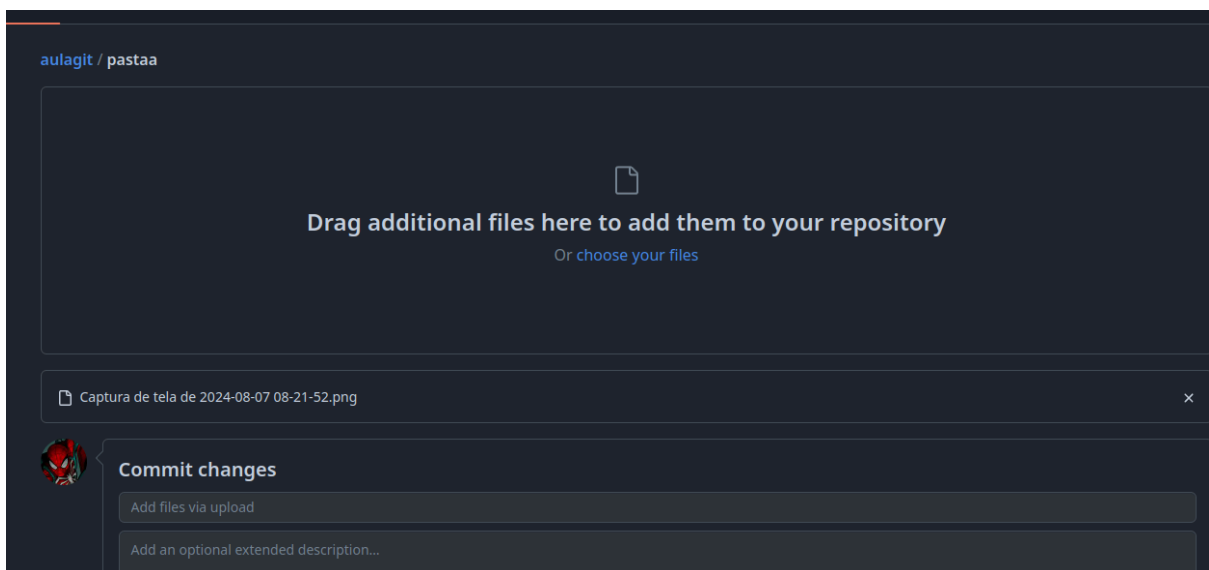 aulagit / pastaa
Drag additional files here to add them to your repository
Or choose your files
Captura de tela de 2024-08-07 08-21-52.png
Commit changes
Add files via upload
Add an optional extended description...